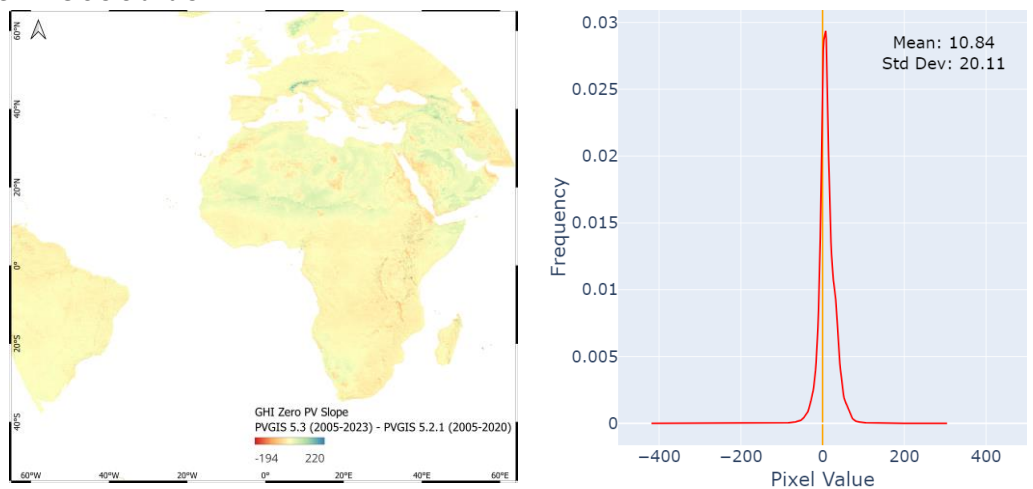 60°N
40°N
20°N
0°
20°S
40°S
GHI Zero PV Slope
PVGIS 5.3 (2005-2023) - PVGIS 5.2.1 (2005-2020)
-194 220
60°W 40°W 20°W 0° 20°E 40°E 60°E
Mean: 10.84
Std Dev: 20.11
Frequency
0.03
0.025
0.02
0.015
0.01
0.005
0
−400 −200 0 200 400
Pixel Value